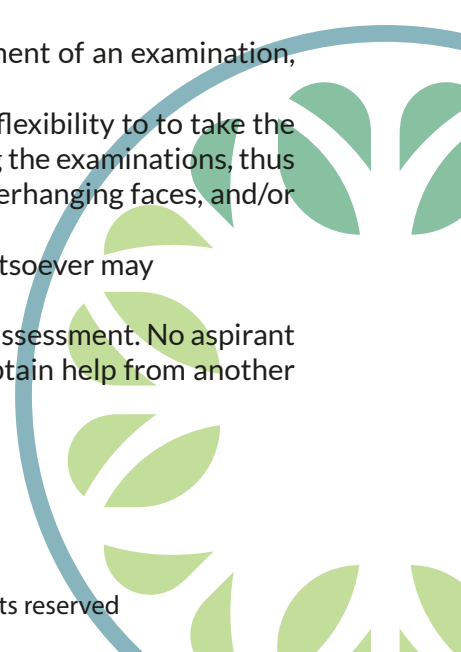 ment of an examination,
flexibility to to take the
g the examinations, thus
erhanging faces, and/or
tsoever may
ssessment. No aspirant
btain help from another
ts reserved